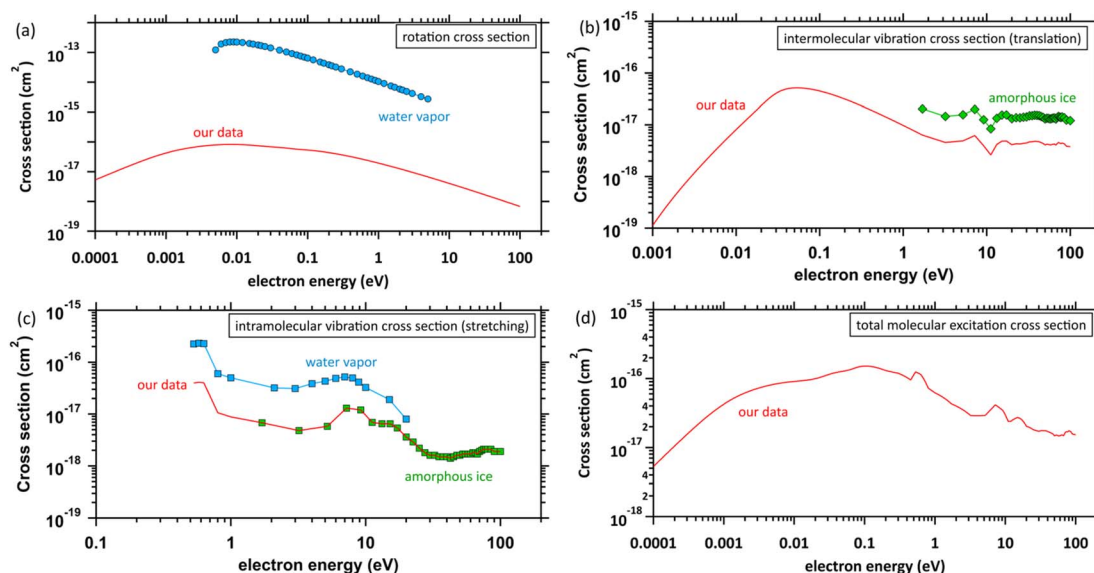 (a)
rotation cross section
water vapor
our data
Cross section (cm²)
10⁻¹³
10⁻¹⁵
10⁻¹⁷
10⁻¹⁹
0.0001 0.001 0.01 0.1 1 10 100
electron energy (eV)
(b)
intermolecular vibration cross section (translation)
our data
amorphous ice
Cross section (cm²)
10⁻¹⁵
10⁻¹⁶
10⁻¹⁷
10⁻¹⁸
10⁻¹⁹
0.001 0.01 0.1 1 10 100
electron energy (eV)
(c)
intramolecular vibration cross section (stretching)
water vapor
our data
amorphous ice
Cross section (cm²)
10⁻¹⁵
10⁻¹⁶
10⁻¹⁷
10⁻¹⁸
10⁻¹⁹
0.1 1 10 100
electron energy (eV)
(d)
total molecular excitation cross section
our data
Cross section (cm²)
10⁻¹⁵
4
2
10⁻¹⁶
4
2
10⁻¹⁷
4
2
10⁻¹⁸
0.0001 0.001 0.01 0.1 1 10 100
electron energy (eV)